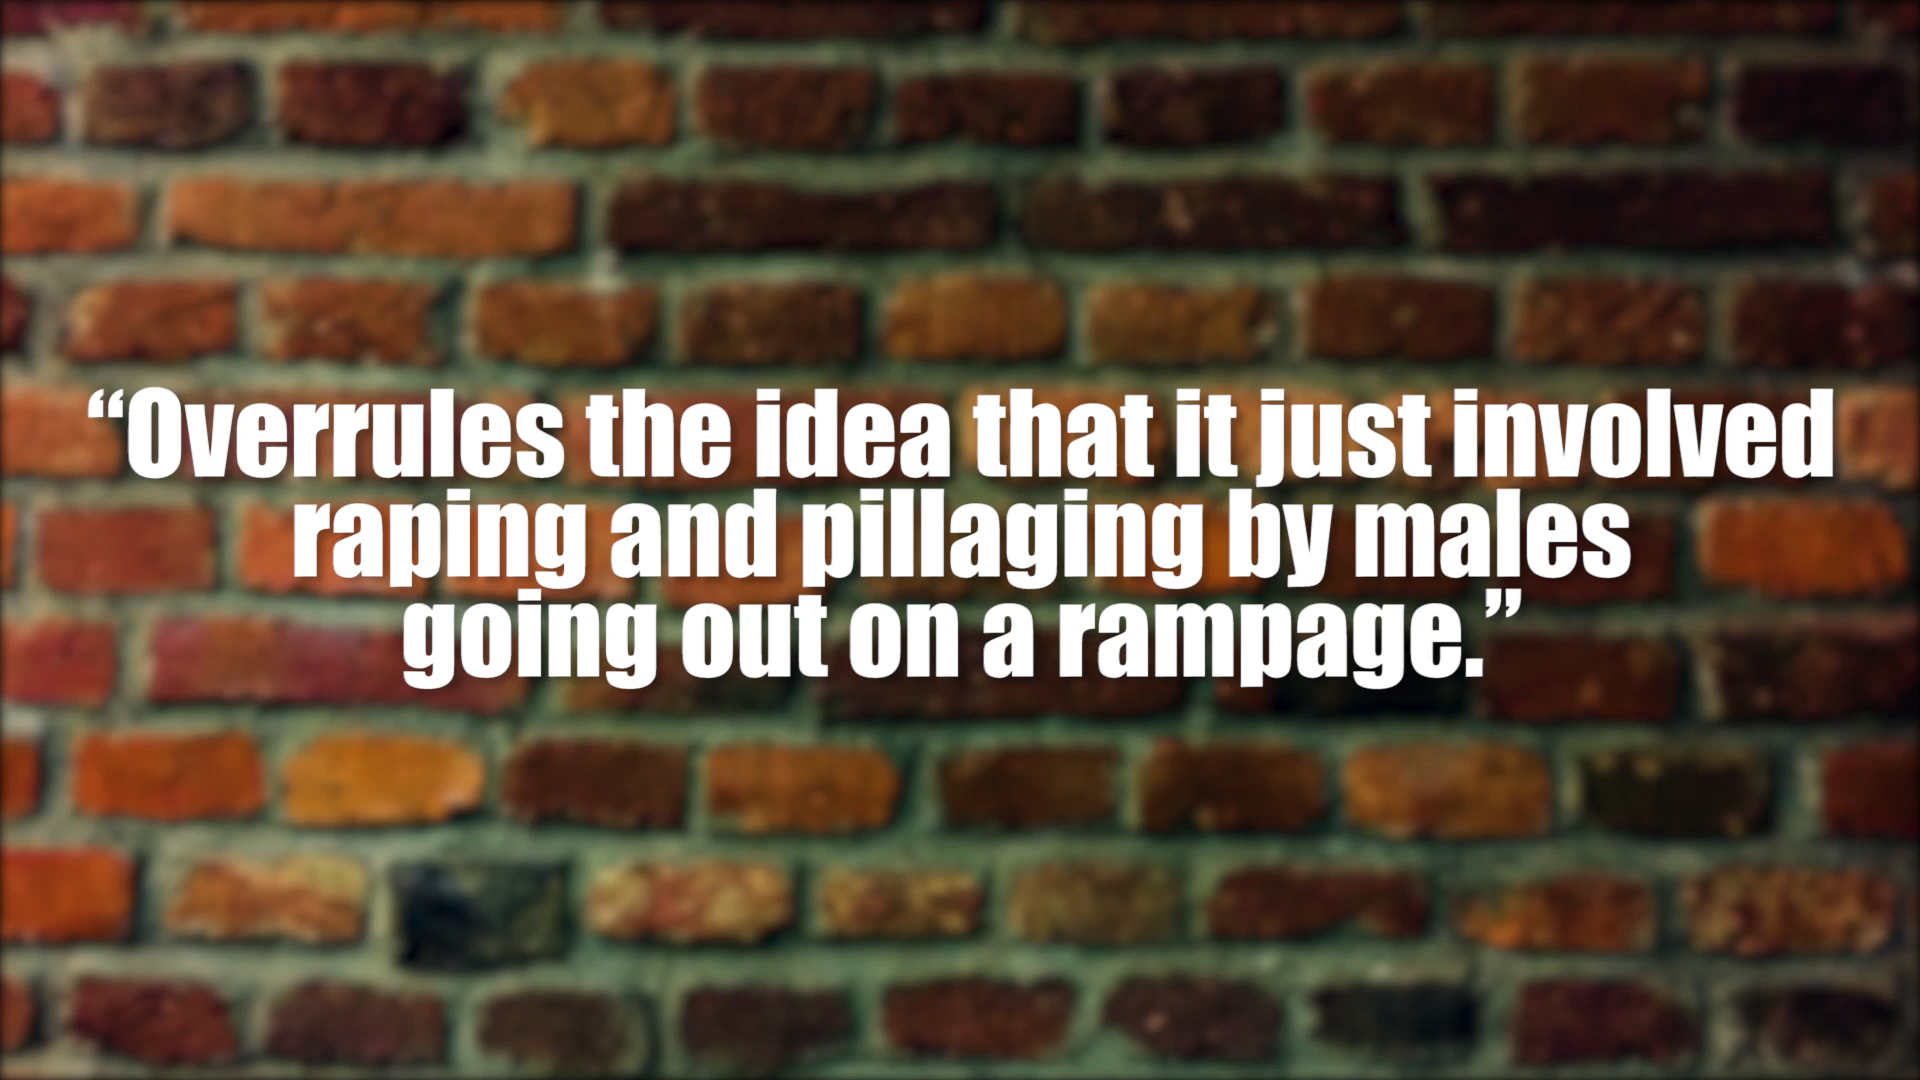 “Overrules the idea that it just involved
raping and pillaging by males
going out on a rampage.”